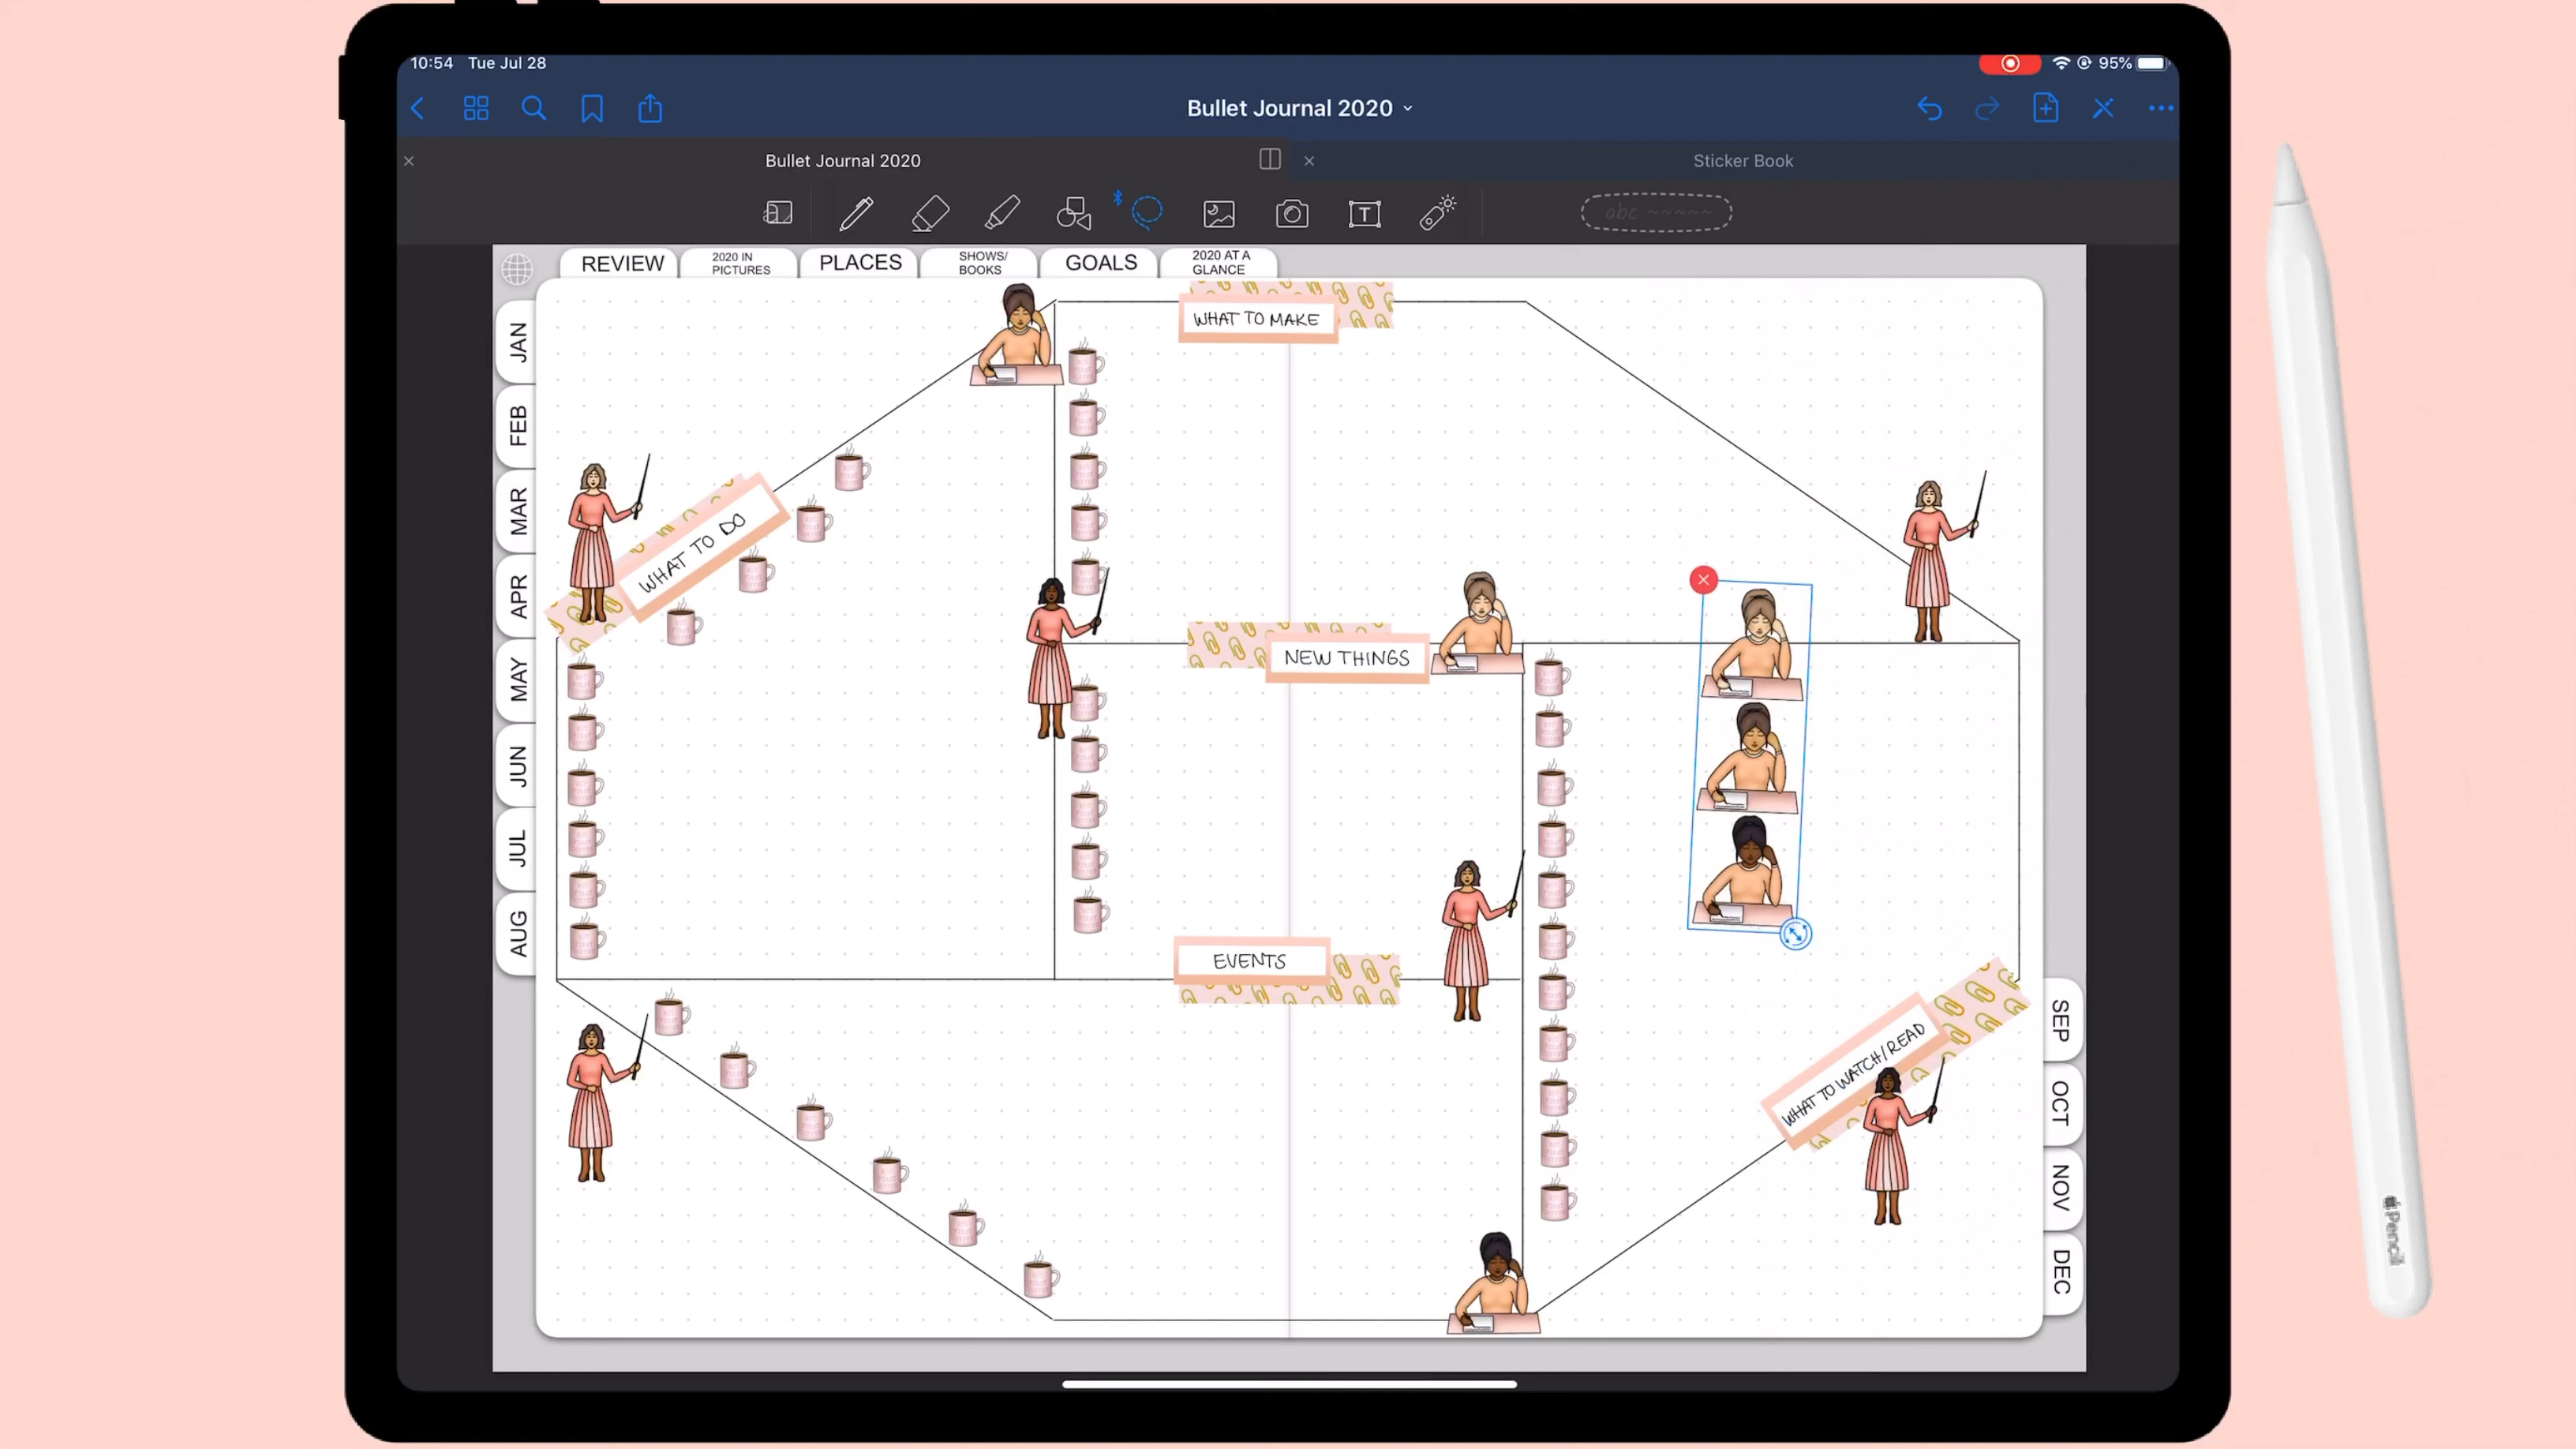 10:54 Tue Jul 28
95%
Bullet Journal 2020
Bullet Journal 2020
Sticker Book
abc
REVIEW
2020 IN
PICTURES
PLACES
SHOWS/
BOOKS
GOALS
2020 AT A
GLANCE
JAN
FEB
MAR
APR
MAY
JUN
JUL
AUG
WHAT TO MAKE
WHAT TO DO
NEW THINGS
EVENTS
WHAT TO WATCH/READ
SEP
OCT
NOV
DEC
Pencil